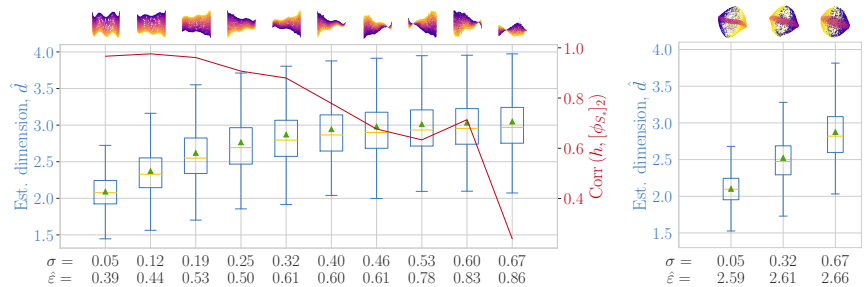 4.0
3.5
3.0
2.5
2.0
1.5
Est. dimension, d̂
1.0
0.8
0.6
0.4
Corr (h, [ϕ_{S_*}]_2)
σ = 0.05 0.12 0.19 0.25 0.32 0.40 0.46 0.53 0.60 0.67
ε̂ = 0.39 0.44 0.53 0.50 0.61 0.60 0.61 0.78 0.83 0.86
4.0
3.5
3.0
2.5
2.0
1.5
Est. dimension, d̂
σ = 0.05 0.32 0.67
ε̂ = 2.59 2.61 2.66